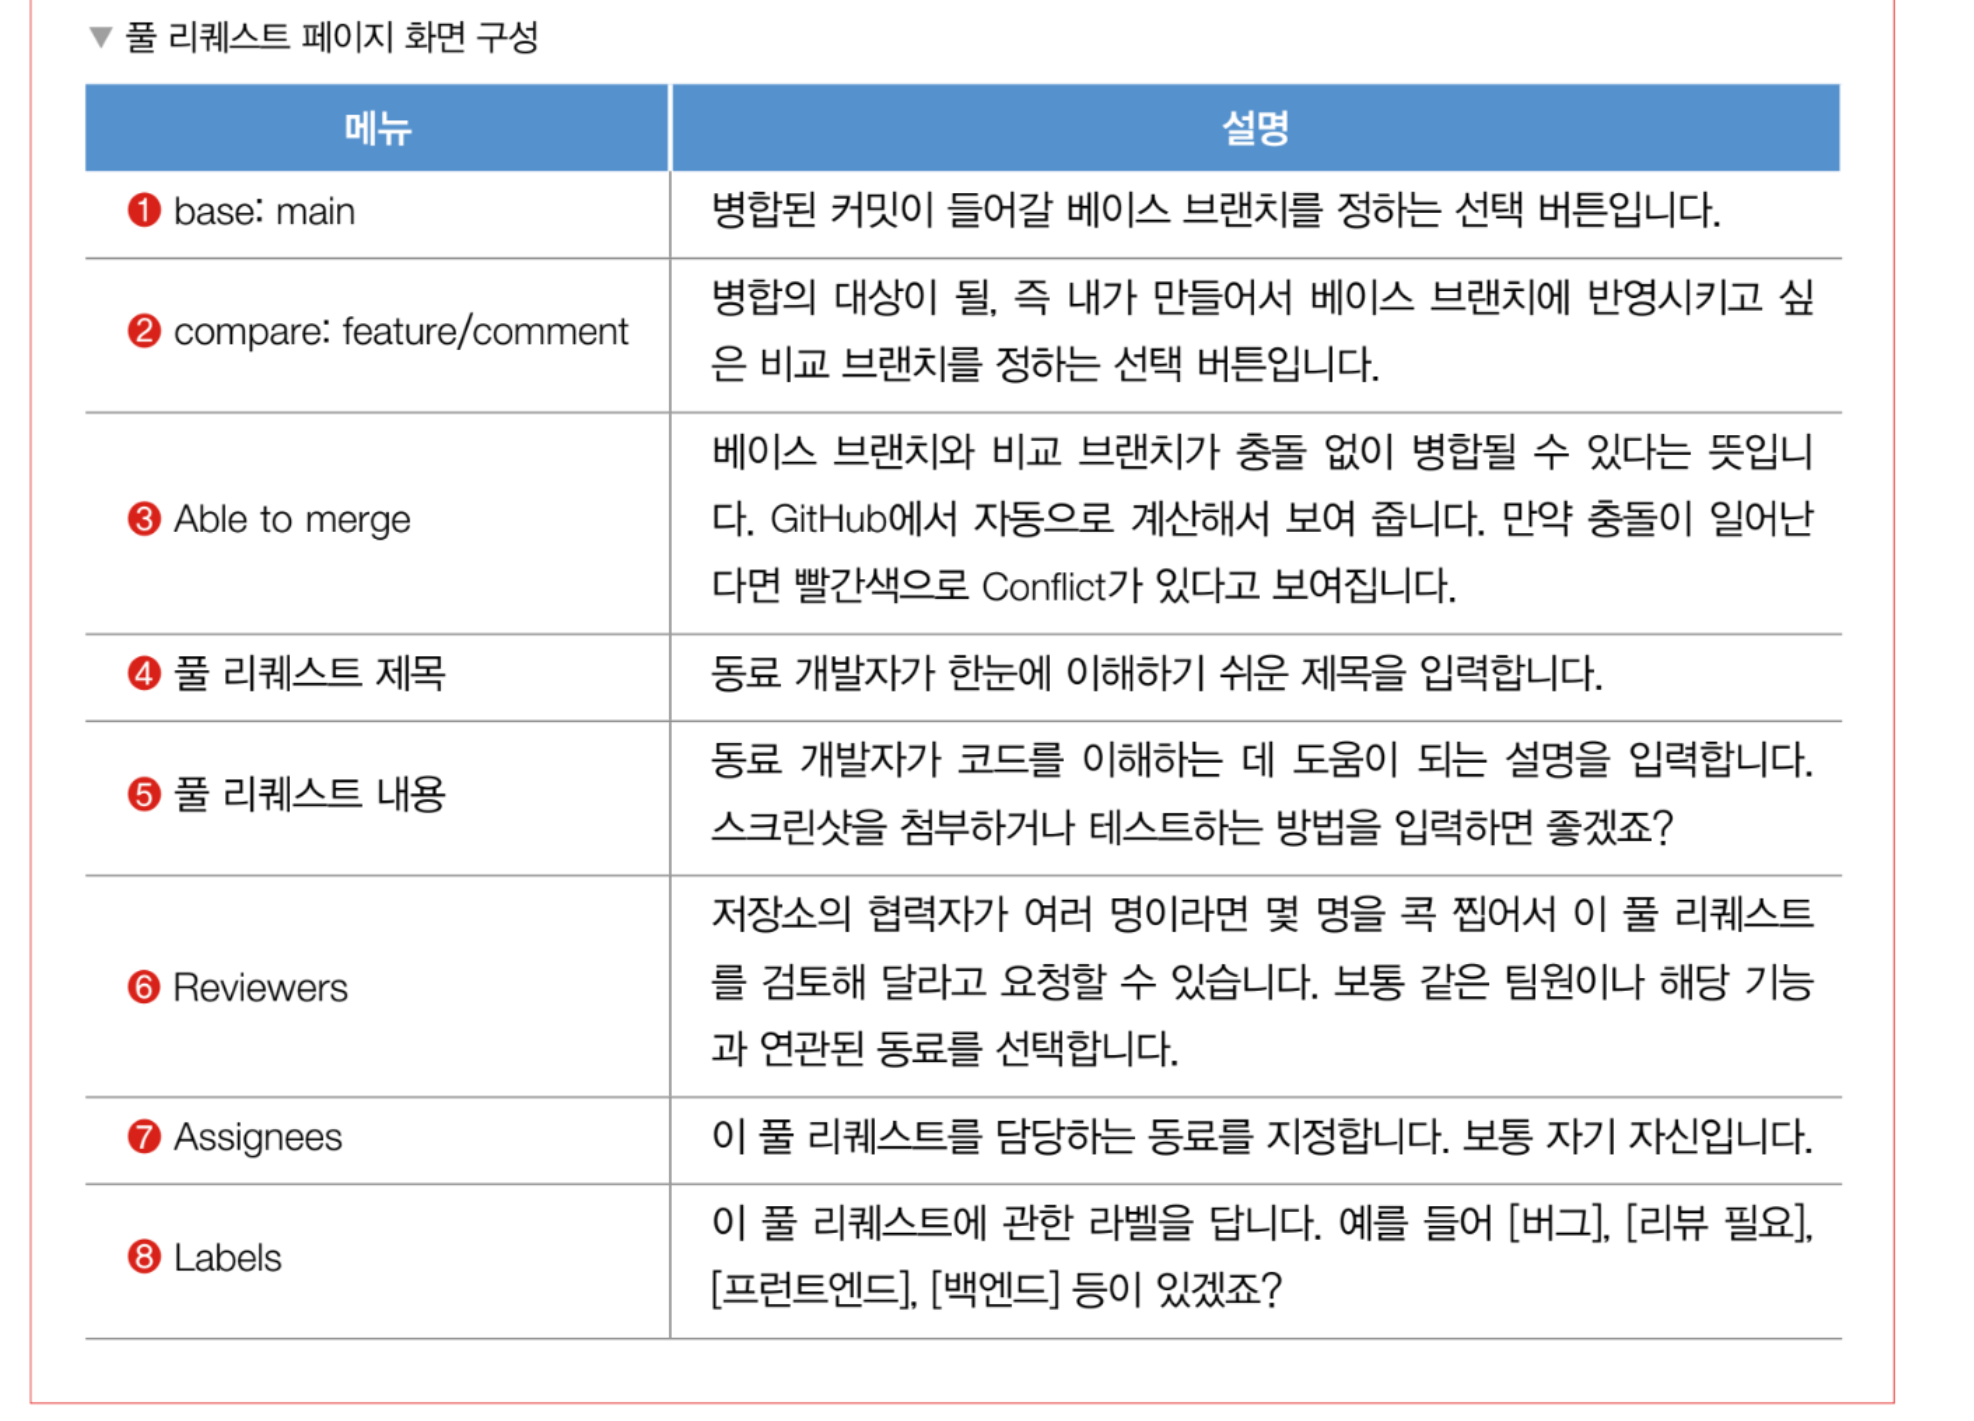 ▼ 풀 리퀘스트 페이지 화면 구성
메뉴 설명
❶ base: main 병합된 커밋이 들어갈 베이스 브랜치를 정하는 선택 버튼입니다.
❷ compare: feature/comment 병합의 대상이 될, 즉 내가 만들어서 베이스 브랜치에 반영시키고 싶
은 비교 브랜치를 정하는 선택 버튼입니다.
❸ Able to merge 베이스 브랜치와 비교 브랜치가 충돌 없이 병합될 수 있다는 뜻입니
다. GitHub에서 자동으로 계산해서 보여 줍니다. 만약 충돌이 일어난
다면 빨간색으로 Conflict가 있다고 보여집니다.
❹ 풀 리퀘스트 제목 동료 개발자가 한눈에 이해하기 쉬운 제목을 입력합니다.
❺ 풀 리퀘스트 내용 동료 개발자가 코드를 이해하는 데 도움이 되는 설명을 입력합니다.
스크린샷을 첨부하거나 테스트하는 방법을 입력하면 좋겠죠?
❻ Reviewers 저장소의 협력자가 여러 명이라면 몇 명을 콕 찝어서 이 풀 리퀘스트
를 검토해 달라고 요청할 수 있습니다. 보통 같은 팀원이나 해당 기능
과 연관된 동료를 선택합니다.
❼ Assignees 이 풀 리퀘스트를 담당하는 동료를 지정합니다. 보통 자기 자신입니다.
❽ Labels 이 풀 리퀘스트에 관한 라벨을 답니다. 예를 들어 [버그], [리뷰 필요],
[프런트엔드], [백엔드] 등이 있겠죠?